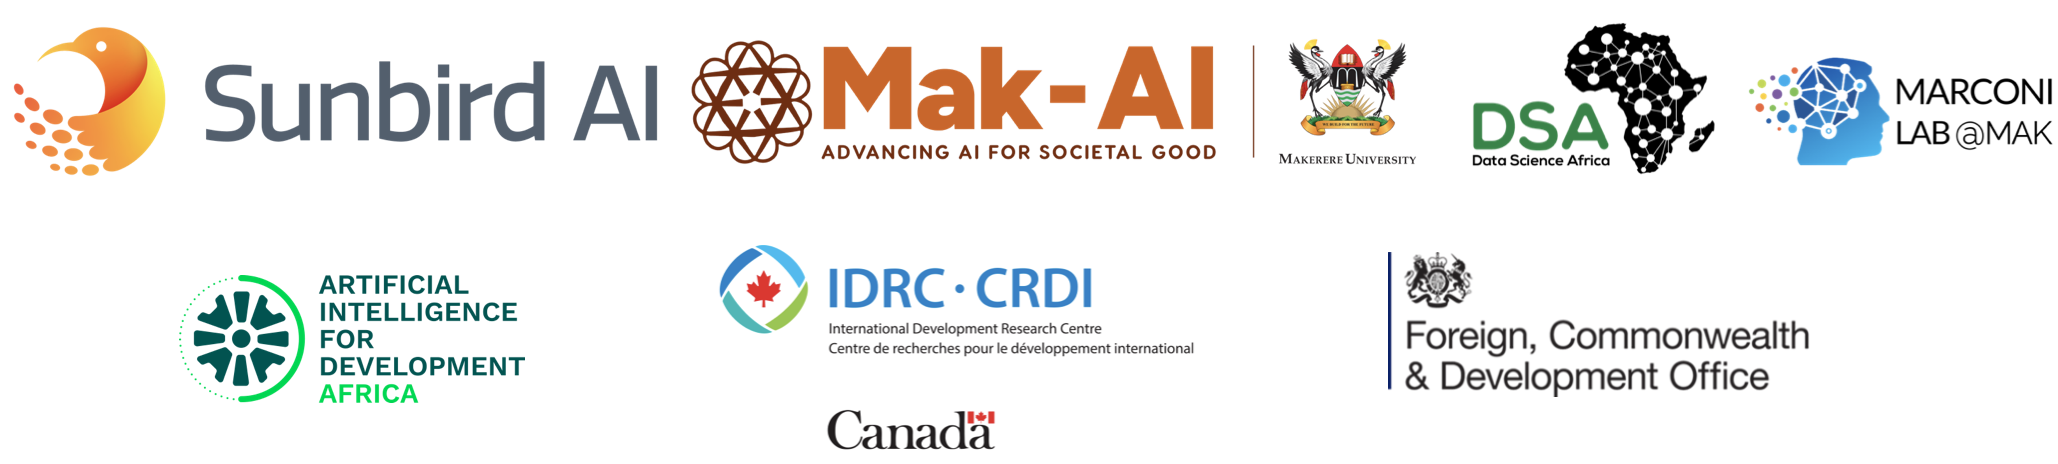 Sunbird AI
Mak-AI
ADVANCING AI FOR SOCIETAL GOOD
MAKERERE UNIVERSITY
DSA
Data Science Africa
MARCONI
LAB @MAK
ARTIFICIAL
INTELLIGENCE
FOR
DEVELOPMENT
AFRICA
IDRC · CRDI
International Development Research Centre
Centre de recherches pour le développement international
Canada
Foreign, Commonwealth
& Development Office